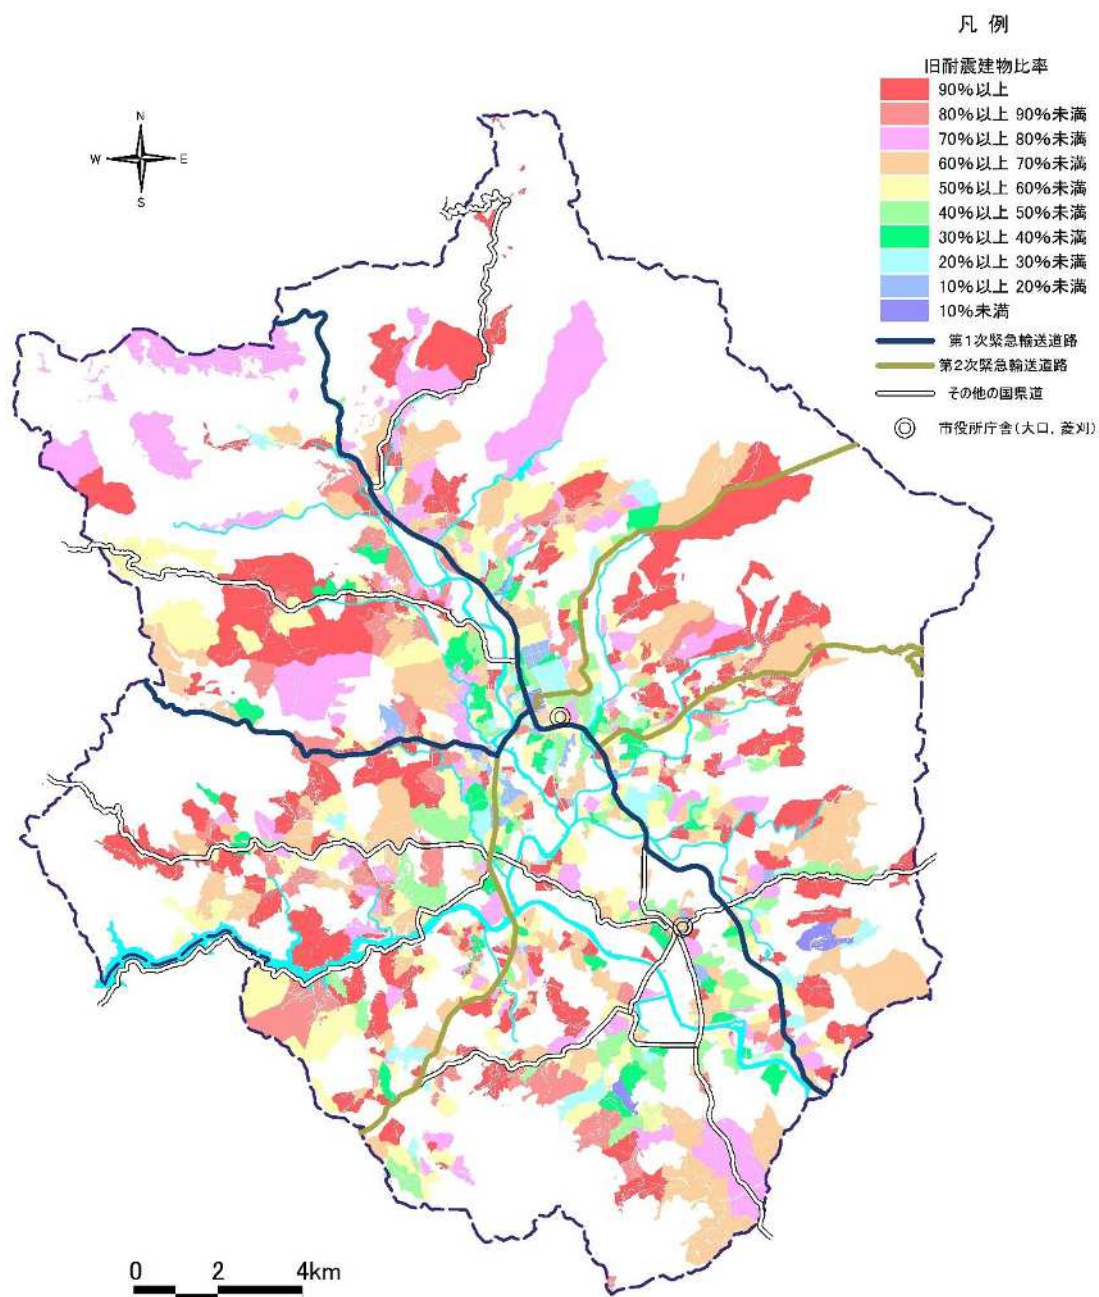 凡 例
旧耐震建物比率
90%以上
80%以上 90%未満
70%以上 80%未満
60%以上 70%未満
50%以上 60%未満
40%以上 50%未満
30%以上 40%未満
20%以上 30%未満
10%以上 20%未満
10%未満
第1次緊急輸送道路
第2次緊急輸送道路
その他の国県道
市役所庁舎(大口, 菱刈)
N
W E
S
0 2 4km